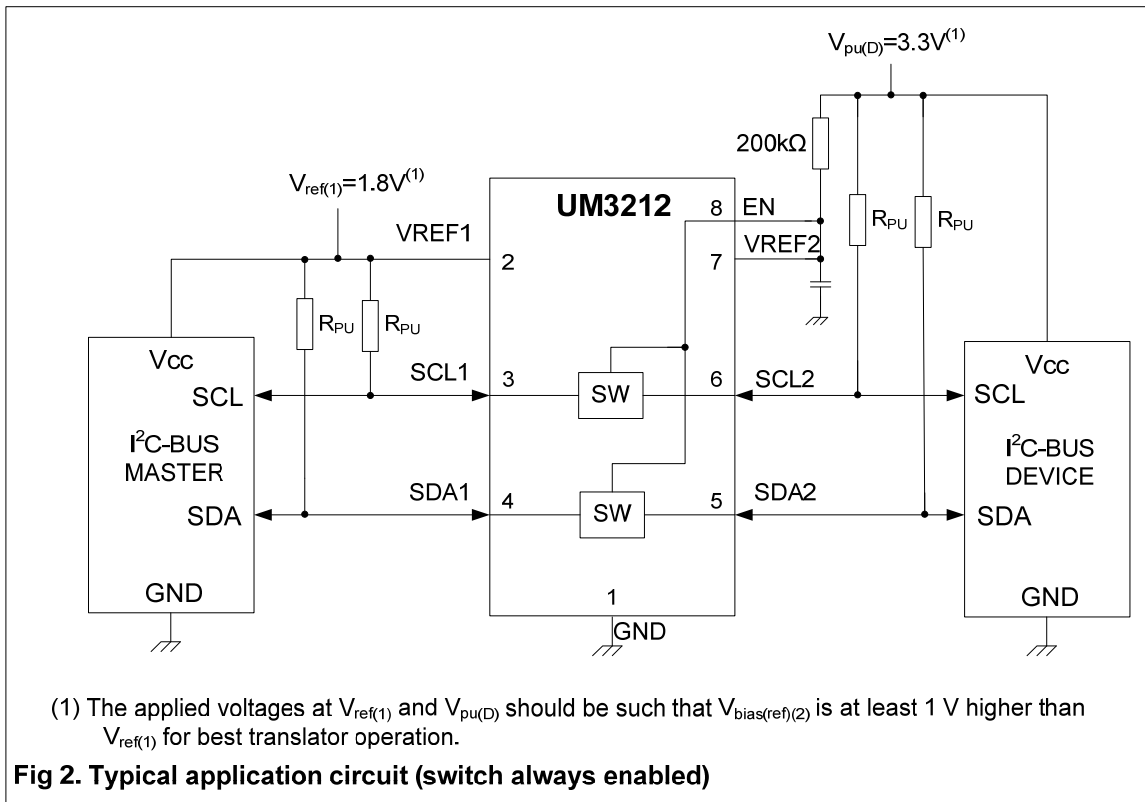 V_pu(D)=3.3V^(1)
200kΩ
V_ref(1)=1.8V^(1)
UM3212
8 EN
R_PU R_PU
VREF1
VREF2
2 7
R_PU R_PU
Vcc Vcc
SCL SCL1 3 SW 6 SCL2 SCL
I²C-BUS MASTER
I²C-BUS DEVICE
SDA SDA1 4 SW 5 SDA2 SDA
GND GND
1
GND
(1) The applied voltages at V_ref(1) and V_pu(D) should be such that V_bias(ref)(2) is at least 1 V higher than
V_ref(1) for best translator operation.
Fig 2. Typical application circuit (switch always enabled)